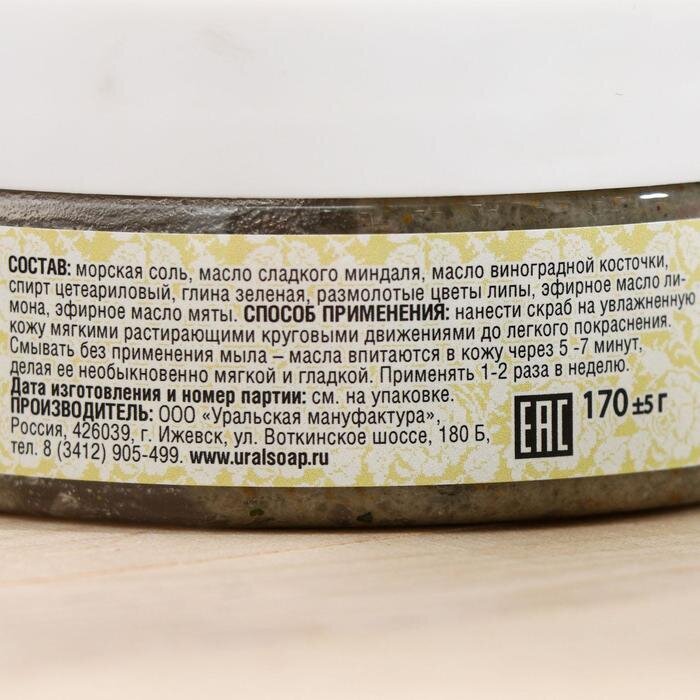 СОСТАВ: морская соль, масло сладкого миндаля, масло виноградной косточки,
спирт цетеариловый, глина зеленая, размолотые цветы липы, эфирное масло ли-
мона, эфирное масло мяты. СПОСОБ ПРИМЕНЕНИЯ: нанести скраб на увлажненную
кожу мягкими растирающими круговыми движениями до легкого покраснения.
Смывать без применения мыла – масла впитаются в кожу через 5 -7 минут,
делая ее необыкновенно мягкой и гладкой. Применять 1-2 раза в неделю.
Дата изготовления и номер партии: см. на упаковке.
ПРОИЗВОДИТЕЛЬ: ООО «Уральская мануфактура»,
Россия, 426039, г. Ижевск, ул. Воткинское шоссе, 180 Б,
тел. 8 (3412) 905-499. www.uralsoap.ru
EAC 170 ±5 г